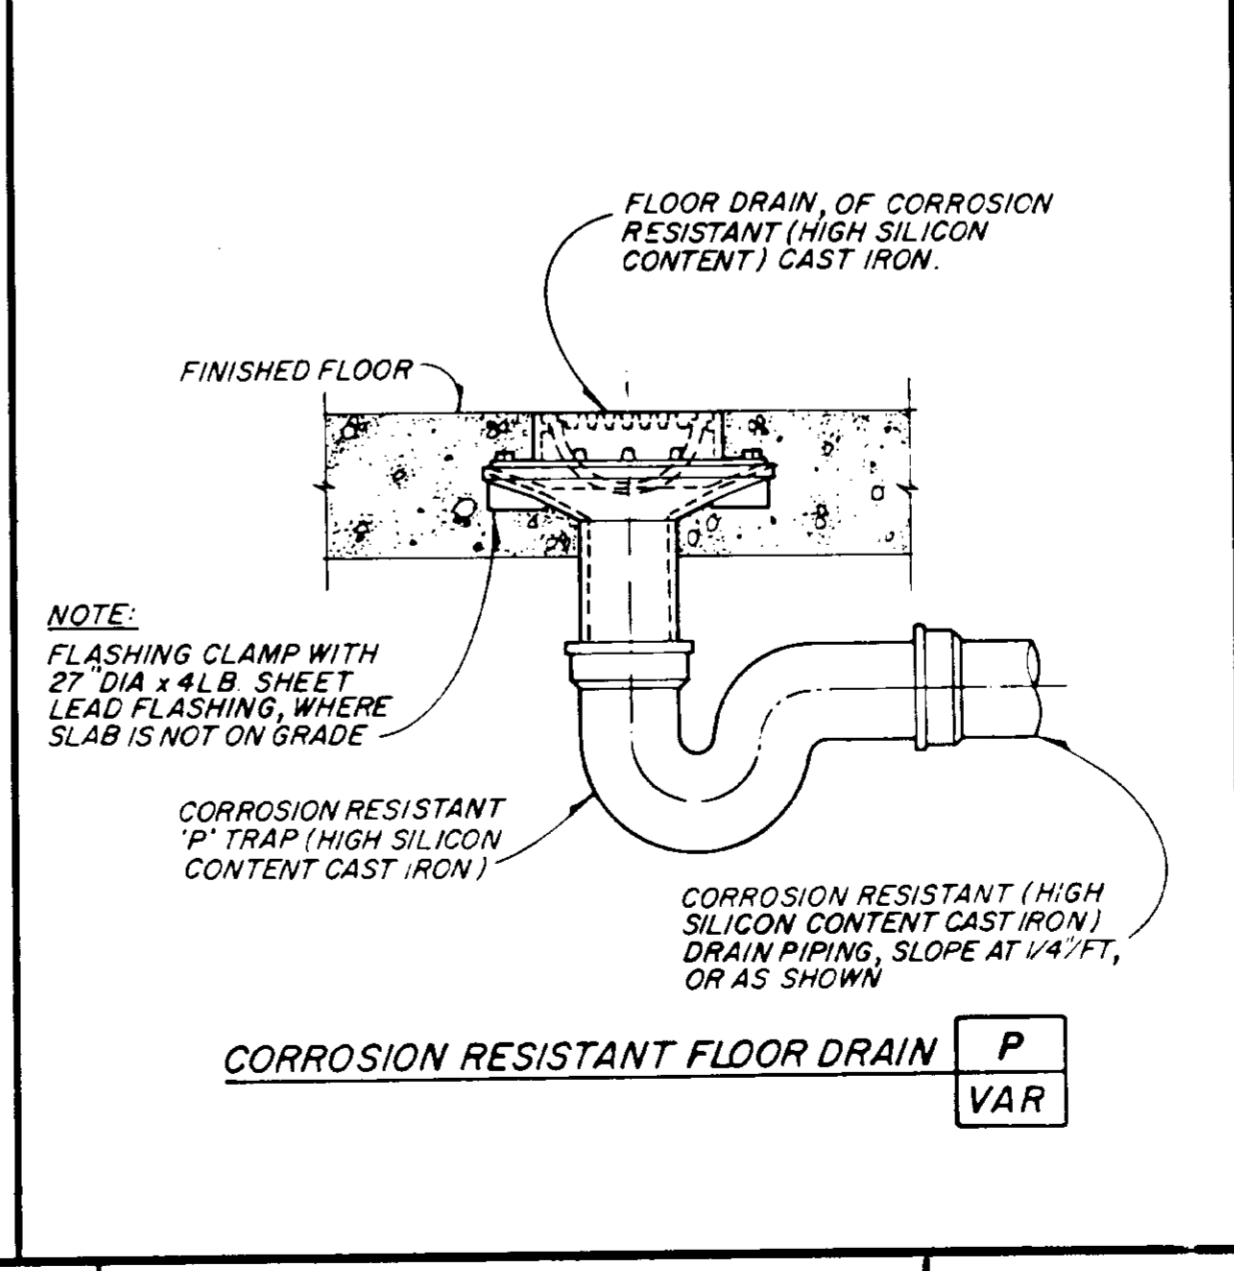 FLOOR DRAIN, OF CORROSION
RESISTANT (HIGH SILICON
CONTENT) CAST IRON.
FINISHED FLOOR
NOTE:
FLASHING CLAMP WITH
27" DIA x 4LB. SHEET
LEAD FLASHING, WHERE
SLAB IS NOT ON GRADE
CORROSION RESISTANT
'P' TRAP (HIGH SILICON
CONTENT CAST IRON)
CORROSION RESISTANT (HIGH
SILICON CONTENT CAST IRON)
DRAIN PIPING, SLOPE AT 1/4"/FT,
OR AS SHOWN
CORROSION RESISTANT FLOOR DRAIN
P
VAR